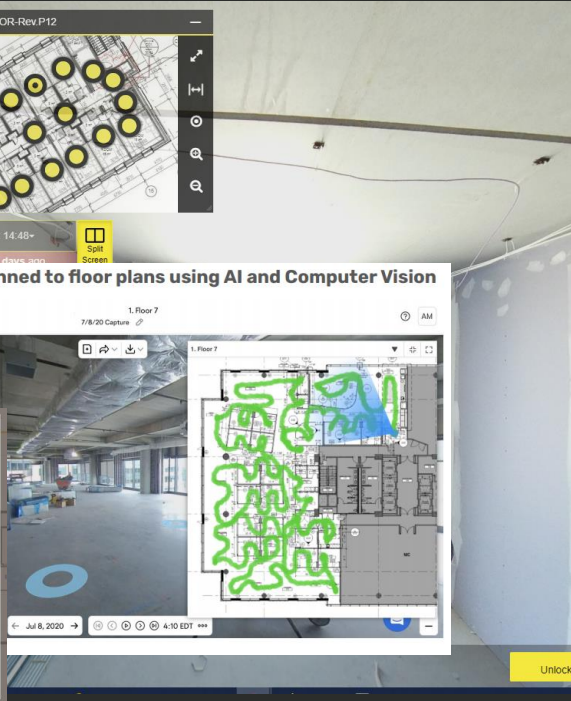 OR-Rev.P12
14:48
Split
Screen
days ago
nned to floor plans using AI and Computer Vision
1. Floor 7
7/8/20 Capture
AM
1. Floor 7
NC
Jul 8, 2020
4:10 EDT
Unlock